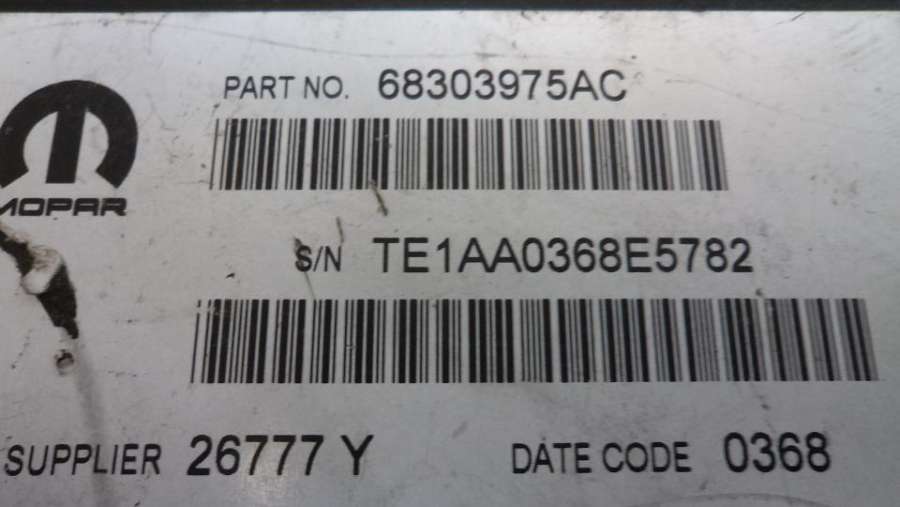 PART NO. 68303975AC
MOPAR
S/N TE1AA0368E5782
SUPPLIER 26777 Y
DATE CODE 0368